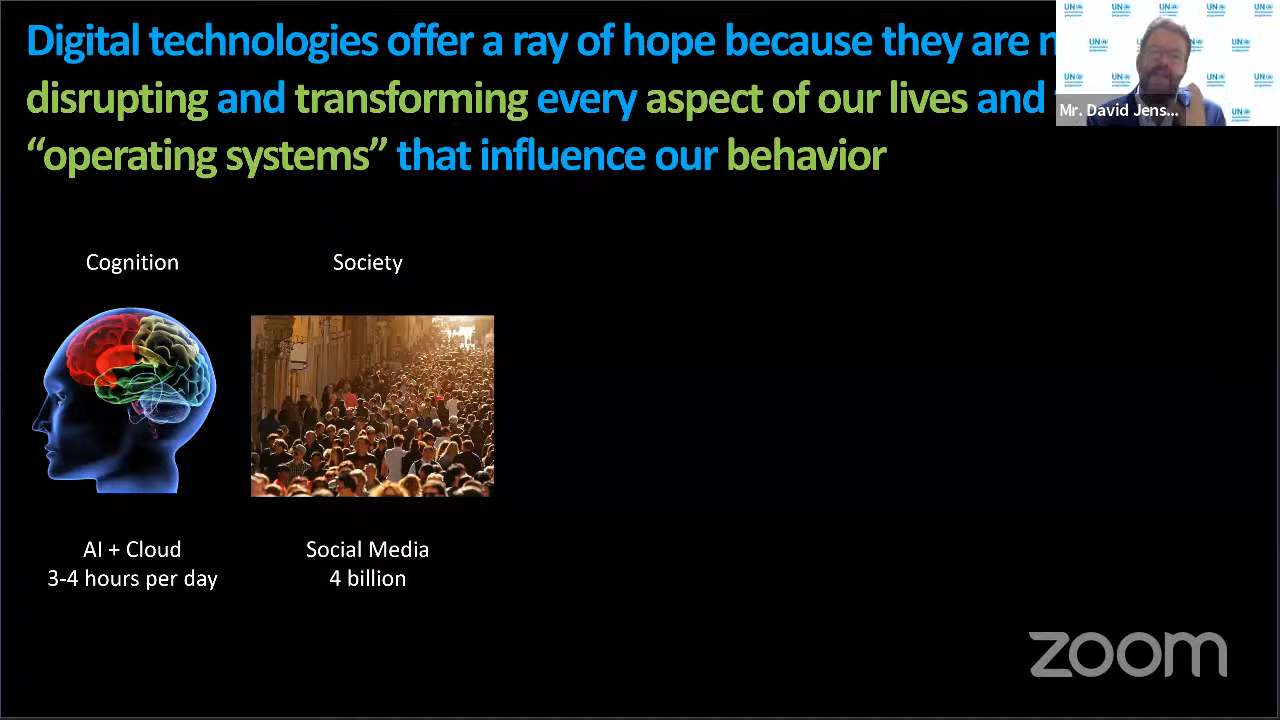 Digital technologies offer a ray of hope because they are
disrupting and transforming every aspect of our lives and
“operating systems” that influence our behavior
Mr. David Jens...
Cognition
Society
AI + Cloud
3-4 hours per day
Social Media
4 billion
zoom